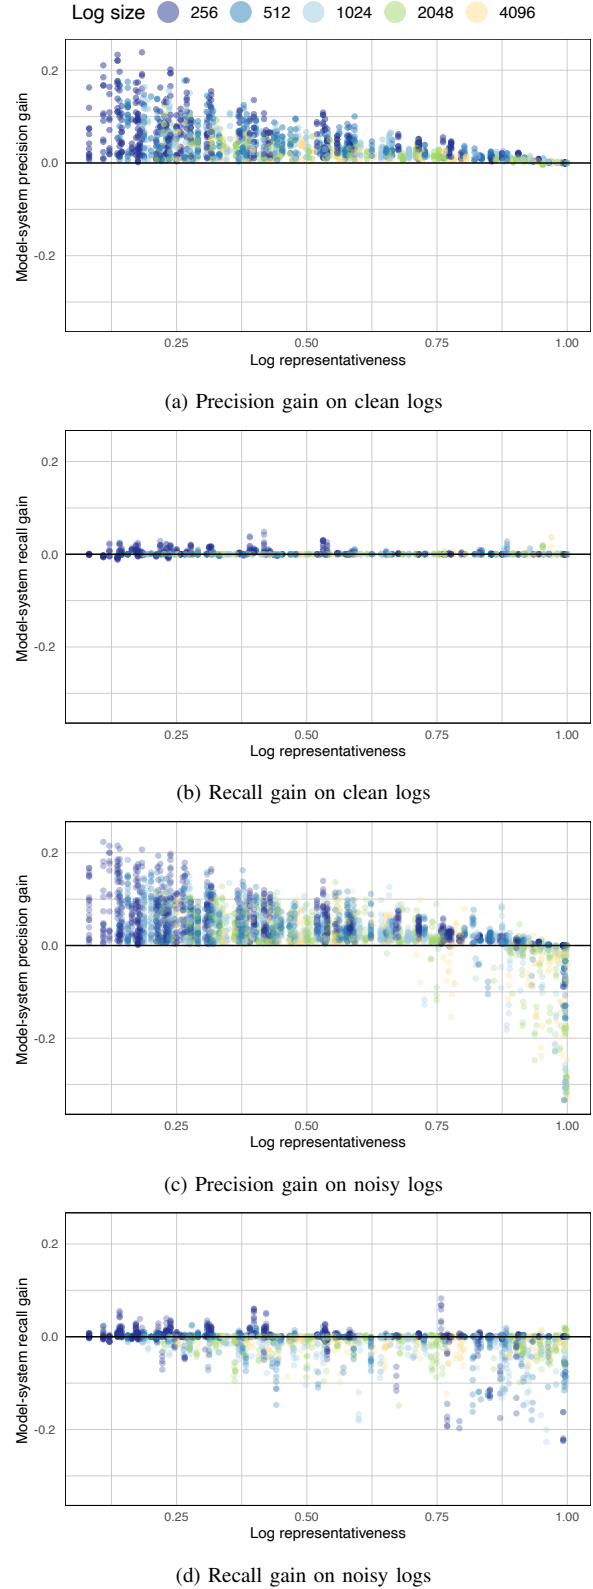 Log size 256 512 1024 2048 4096
Model-system precision gain
0.2
0.0
-0.2
0.25 0.50 0.75 1.00
Log representativeness
(a) Precision gain on clean logs
Model-system recall gain
0.2
0.0
-0.2
0.25 0.50 0.75 1.00
Log representativeness
(b) Recall gain on clean logs
Model-system precision gain
0.2
0.0
-0.2
0.25 0.50 0.75 1.00
Log representativeness
(c) Precision gain on noisy logs
Model-system recall gain
0.2
0.0
-0.2
0.25 0.50 0.75 1.00
Log representativeness
(d) Recall gain on noisy logs